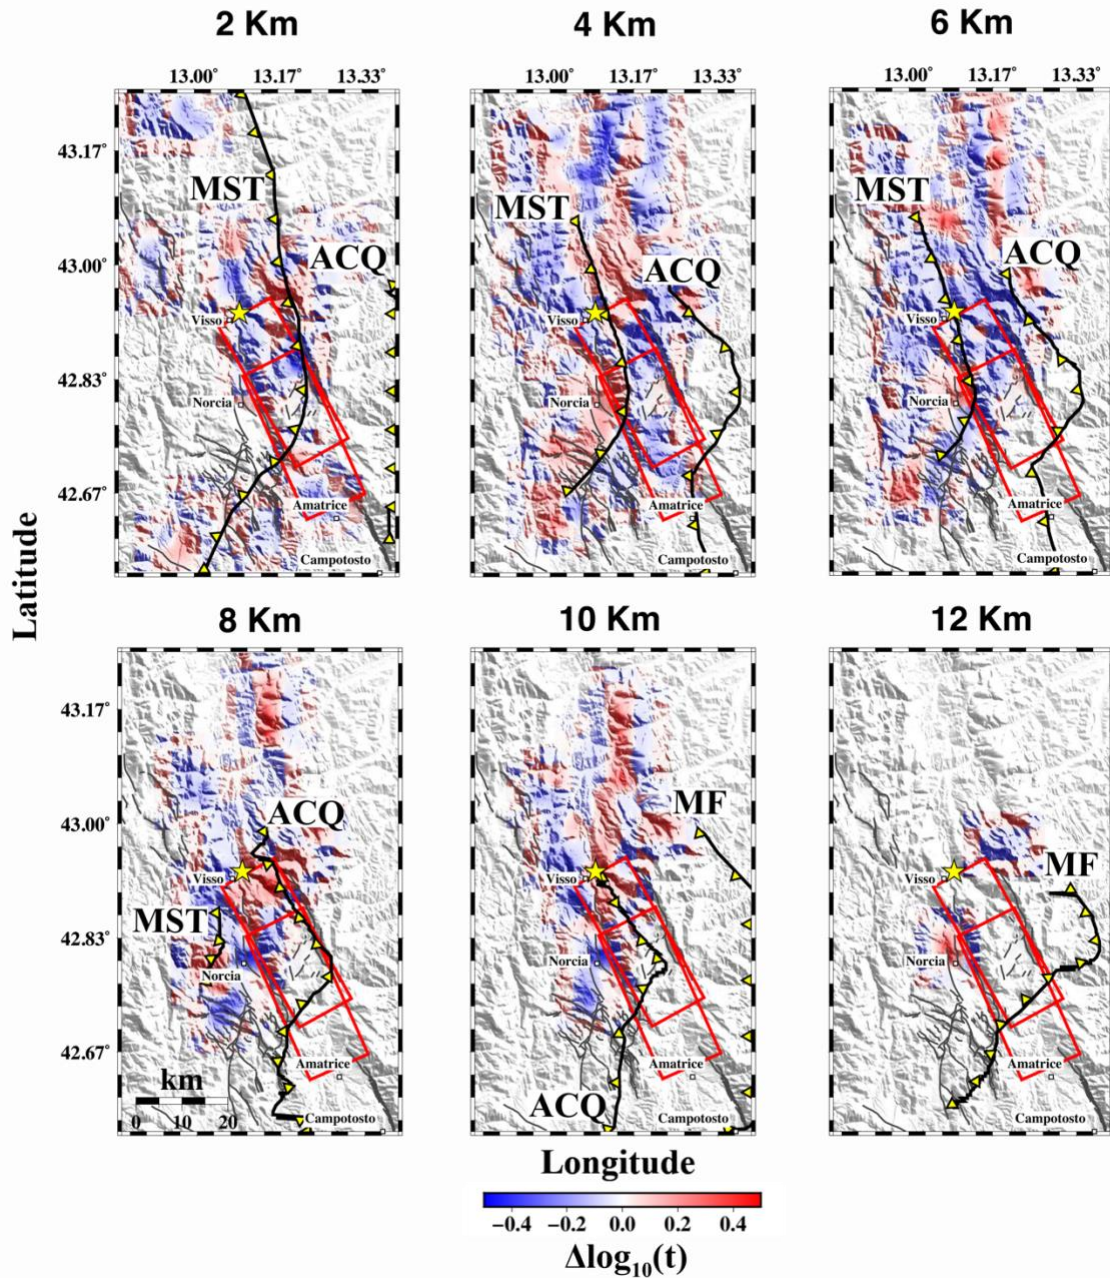 2 Km
4 Km
6 Km
13.00° 13.17° 13.33°
13.00° 13.17° 13.33°
13.00° 13.17° 13.33°
43.17°
43.00°
42.83°
42.67°
MST
ACQ
Visso
Norcia
Amatrice
Campotosto
MST
ACQ
Visso
Norcia
Amatrice
Campotosto
MST
ACQ
Visso
Norcia
Amatrice
Campotosto
Latitude
8 Km
10 Km
12 Km
43.17°
43.00°
42.83°
42.67°
ACQ
Visso
MST
Norcia
Amatrice
km
0 10 20
Campotosto
MF
Visso
Norcia
Amatrice
ACQ
Campotosto
MF
Visso
Norcia
Amatrice
Campotosto
Longitude
−0.4 −0.2 0.0 0.2 0.4
Δlog₁₀(t)